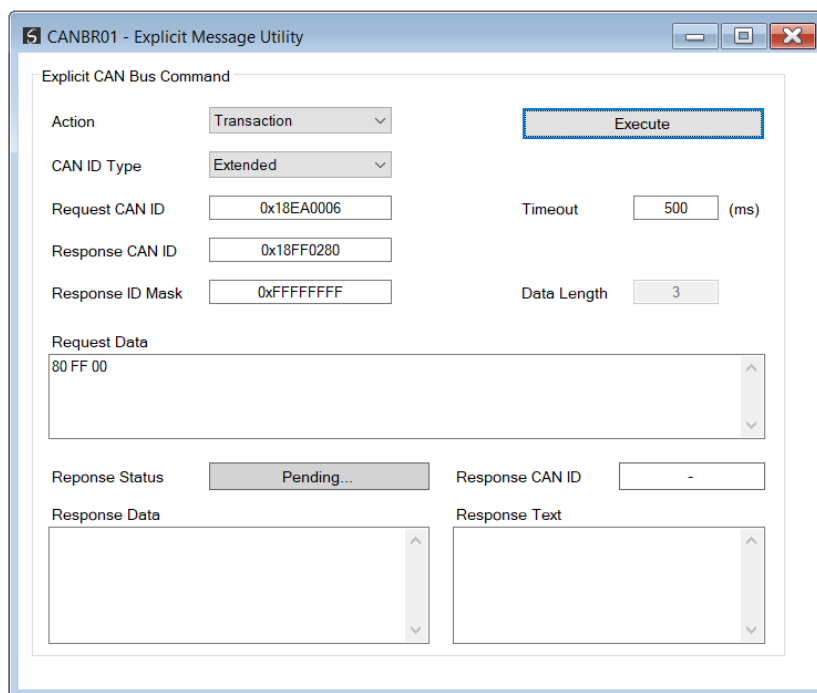 CANBR01 - Explicit Message Utility
Explicit CAN Bus Command
Action Transaction Execute
CAN ID Type Extended
Request CAN ID 0x18EA0006 Timeout 500 (ms)
Response CAN ID 0x18FF0280
Response ID Mask 0xFFFFFFFF Data Length 3
Request Data
80 FF 00
Reponse Status Pending... Response CAN ID -
Response Data Response Text